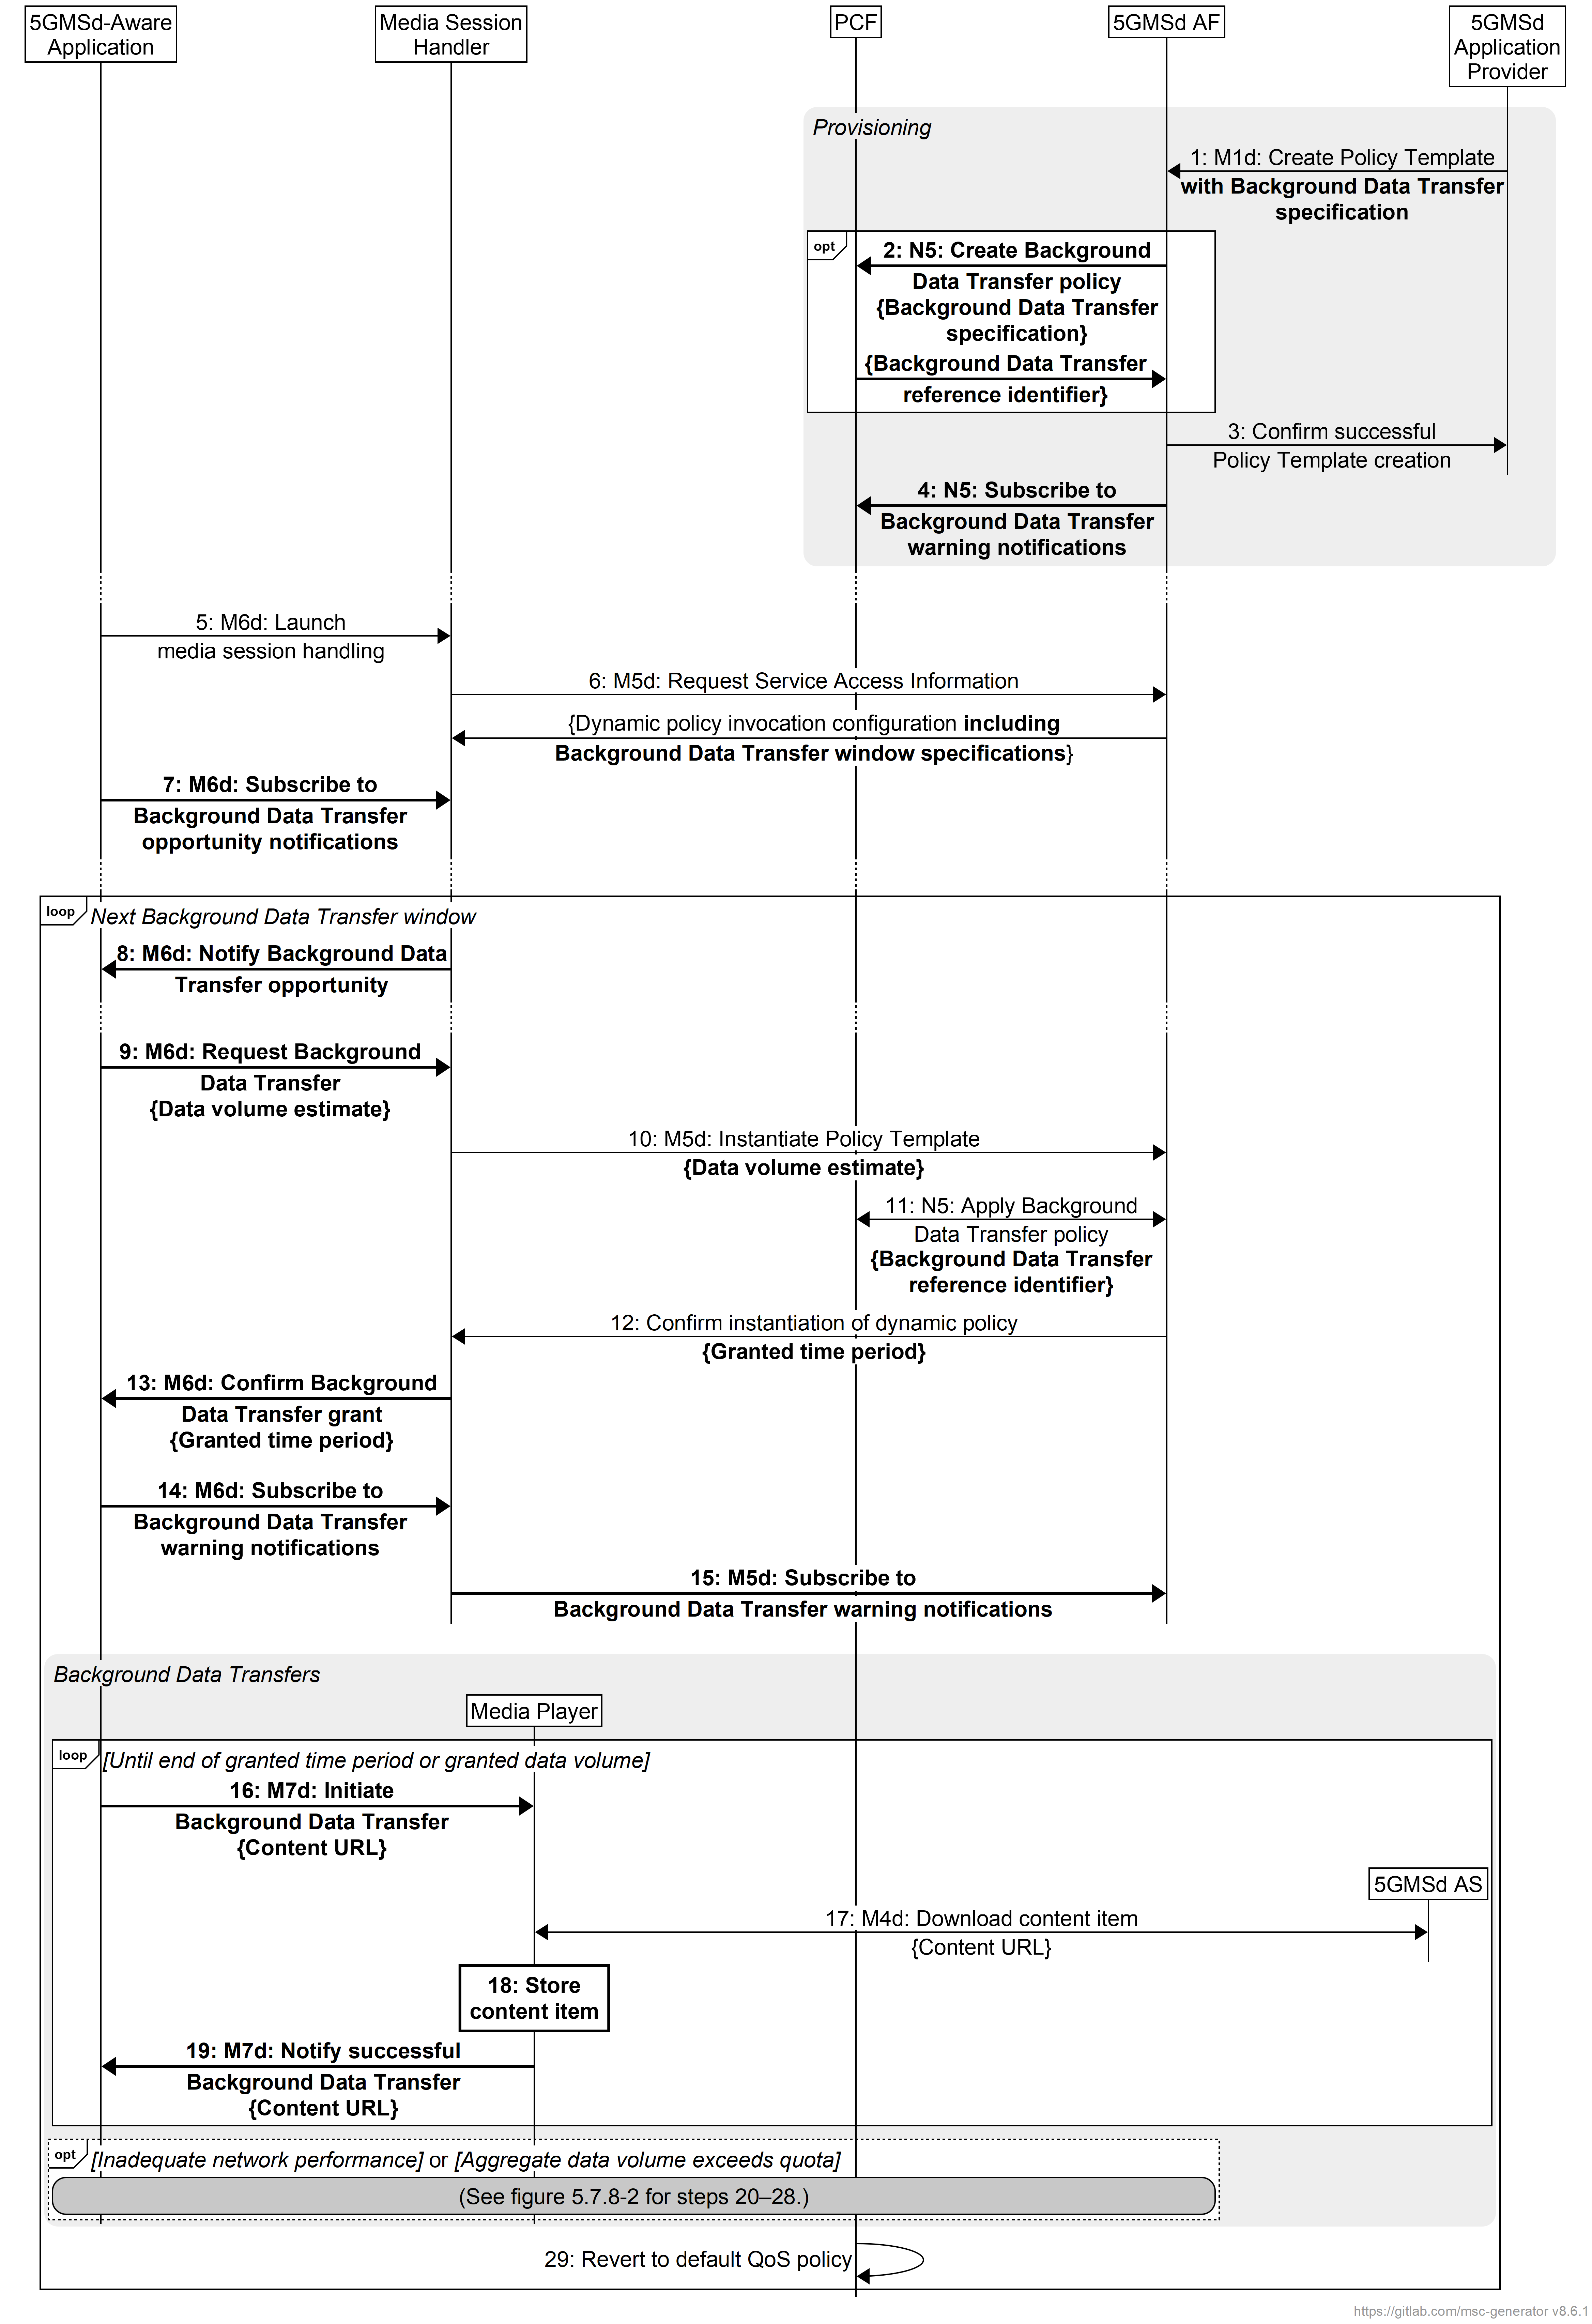 5GMSd-Aware
Application
Media Session
Handler
PCF
5GMSd AF
5GMSd
Application
Provider
Provisioning
1: M1d: Create Policy Template
with Background Data Transfer
specification
opt
2: N5: Create Background
Data Transfer policy
{Background Data Transfer
specification}
{Background Data Transfer
reference identifier}
3: Confirm successful
Policy Template creation
4: N5: Subscribe to
Background Data Transfer
warning notifications
5: M6d: Launch
media session handling
6: M5d: Request Service Access Information
{Dynamic policy invocation configuration including
Background Data Transfer window specifications}
7: M6d: Subscribe to
Background Data Transfer
opportunity notifications
loop
Next Background Data Transfer window
8: M6d: Notify Background Data
Transfer opportunity
9: M6d: Request Background
Data Transfer
{Data volume estimate}
10: M5d: Instantiate Policy Template
{Data volume estimate}
11: N5: Apply Background
Data Transfer policy
{Background Data Transfer
reference identifier}
12: Confirm instantiation of dynamic policy
{Granted time period}
13: M6d: Confirm Background
Data Transfer grant
{Granted time period}
14: M6d: Subscribe to
Background Data Transfer
warning notifications
15: M5d: Subscribe to
Background Data Transfer warning notifications
Background Data Transfers
Media Player
loop
[Until end of granted time period or granted data volume]
16: M7d: Initiate
Background Data Transfer
{Content URL}
5GMSd AS
17: M4d: Download content item
{Content URL}
18: Store
content item
19: M7d: Notify successful
Background Data Transfer
{Content URL}
opt
[Inadequate network performance] or [Aggregate data volume exceeds quota]
(See figure 5.7.8-2 for steps 20–28.)
29: Revert to default QoS policy
https://gitlab.com/msc-generator v8.6.1